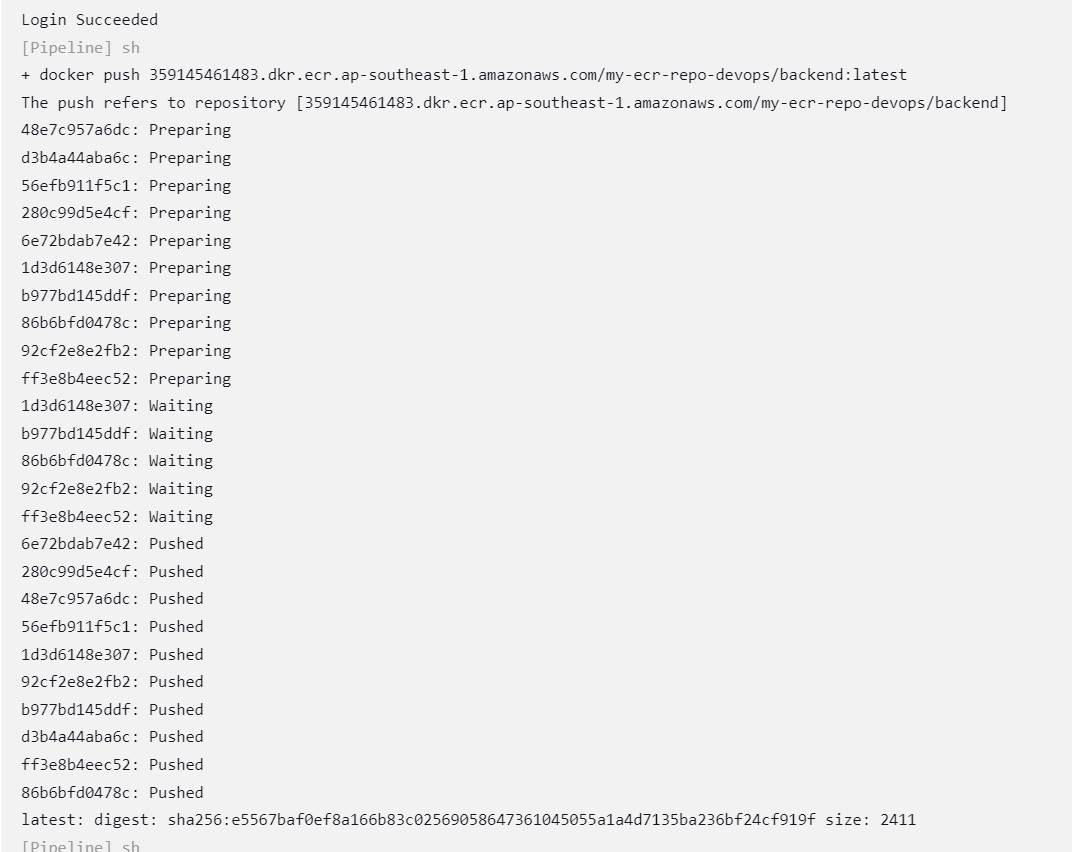 Login Succeeded
[Pipeline] sh
+ docker push 359145461483.dkr.ecr.ap-southeast-1.amazonaws.com/my-ecr-repo-devops/backend:latest
The push refers to repository [359145461483.dkr.ecr.ap-southeast-1.amazonaws.com/my-ecr-repo-devops/backend]
48e7c957a6dc: Preparing
d3b4a44aba6c: Preparing
56efb911f5c1: Preparing
280c99d5e4cf: Preparing
6e72bdab7e42: Preparing
1d3d6148e307: Preparing
b977bd145ddf: Preparing
86b6bfd0478c: Preparing
92cf2e8e2fb2: Preparing
ff3e8b4eec52: Preparing
1d3d6148e307: Waiting
b977bd145ddf: Waiting
86b6bfd0478c: Waiting
92cf2e8e2fb2: Waiting
ff3e8b4eec52: Waiting
6e72bdab7e42: Pushed
280c99d5e4cf: Pushed
48e7c957a6dc: Pushed
56efb911f5c1: Pushed
1d3d6148e307: Pushed
92cf2e8e2fb2: Pushed
b977bd145ddf: Pushed
d3b4a44aba6c: Pushed
ff3e8b4eec52: Pushed
86b6bfd0478c: Pushed
latest: digest: sha256:e5567baf0ef8a166b83c02569058647361045055a1a4d7135ba236bf24cf919f size: 2411
[Pipeline] sh